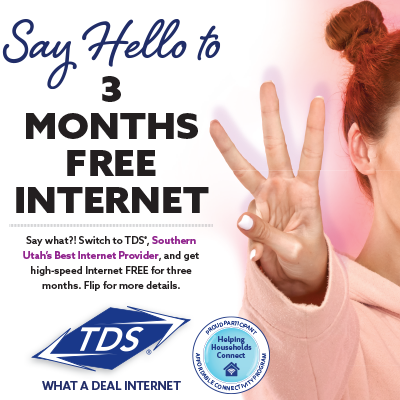 Say Hello to
3
MONTHS
FREE
INTERNET
Say what?! Switch to TDS®, Southern
Utah's Best Internet Provider, and get
high-speed Internet FREE for three
months. Flip for more details.
TDS®
WHAT A DEAL INTERNET
PROUD PARTICIPANT
Helping
Households
Connect
AFFORDABLE CONNECTIVITY PROGRAM